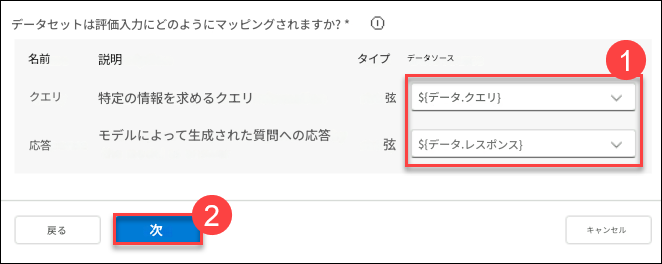 データセットは評価入力にどのようにマッピングされますか? *
名前 説明 タイプ データソース
1
クエリ 特定の情報を求めるクエリ 弦 ${データ.クエリ}
応答 モデルによって生成された質問への応答 弦 ${データ.レスポンス}
2
戻る 次 キャンセル